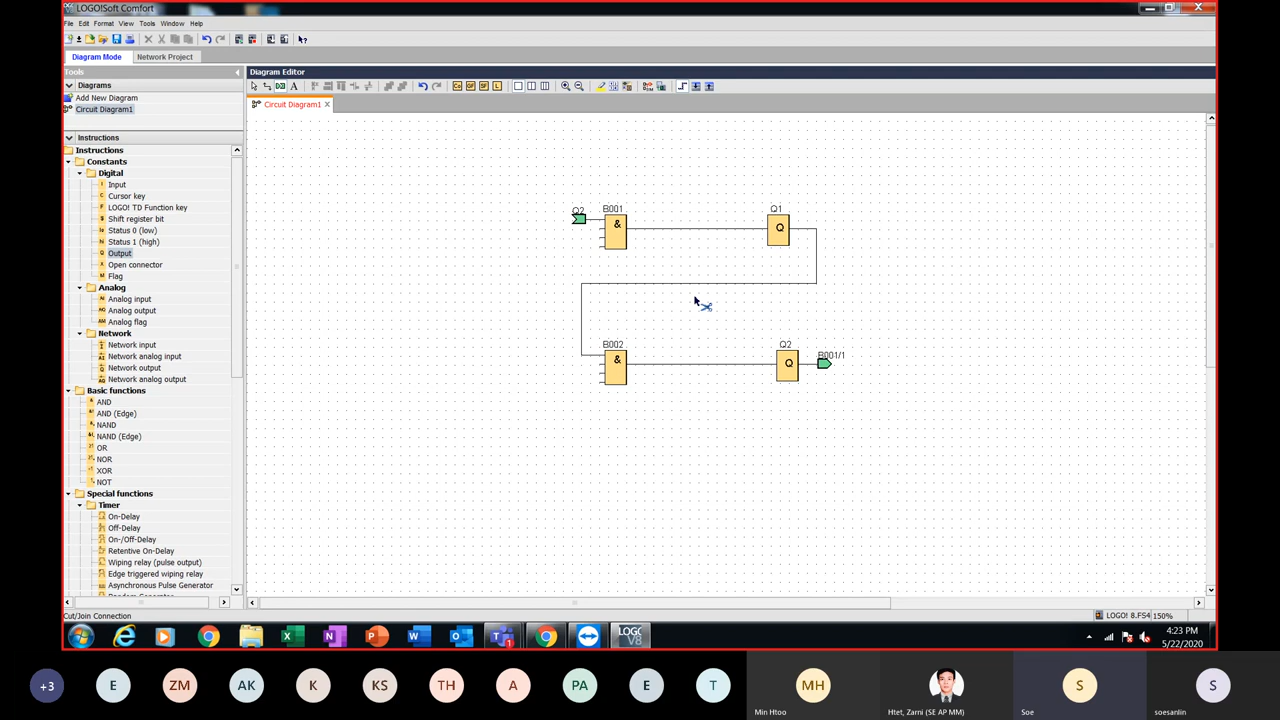 LOGO!Soft Comfort
File Edit Format View Tools Window Help
Diagram Mode Network Project
Tools
Diagram Editor
Diagrams
Add New Diagram
Circuit Diagram1
Circuit Diagram1
Instructions
Instructions
Constants
Digital
Input
Cursor key
LOGO! TD Function key
Shift register bit
Status 0 (low)
Status 1 (high)
Output
Open connector
Flag
Analog
Analog input
Analog output
Analog flag
Network
Network input
Network analog input
Network output
Network analog output
Basic functions
AND
AND (Edge)
NAND
NAND (Edge)
OR
NOR
XOR
NOT
Special functions
Timer
On-Delay
Off-Delay
On-/Off-Delay
Retentive On-Delay
Wiping relay (pulse output)
Edge triggered wiping relay
Asynchronous Pulse Generator
Q2 B001 Q1
& Q
B002 Q2 B001/1
& Q
Cut/Join Connection
LOGO! 8.FS4 150%
4:23 PM
5/22/2020
+3 E ZM AK K KS TH A PA E T MH S S
Min Htoo Htet, Zarni (SE AP MM) Soe soesanlin